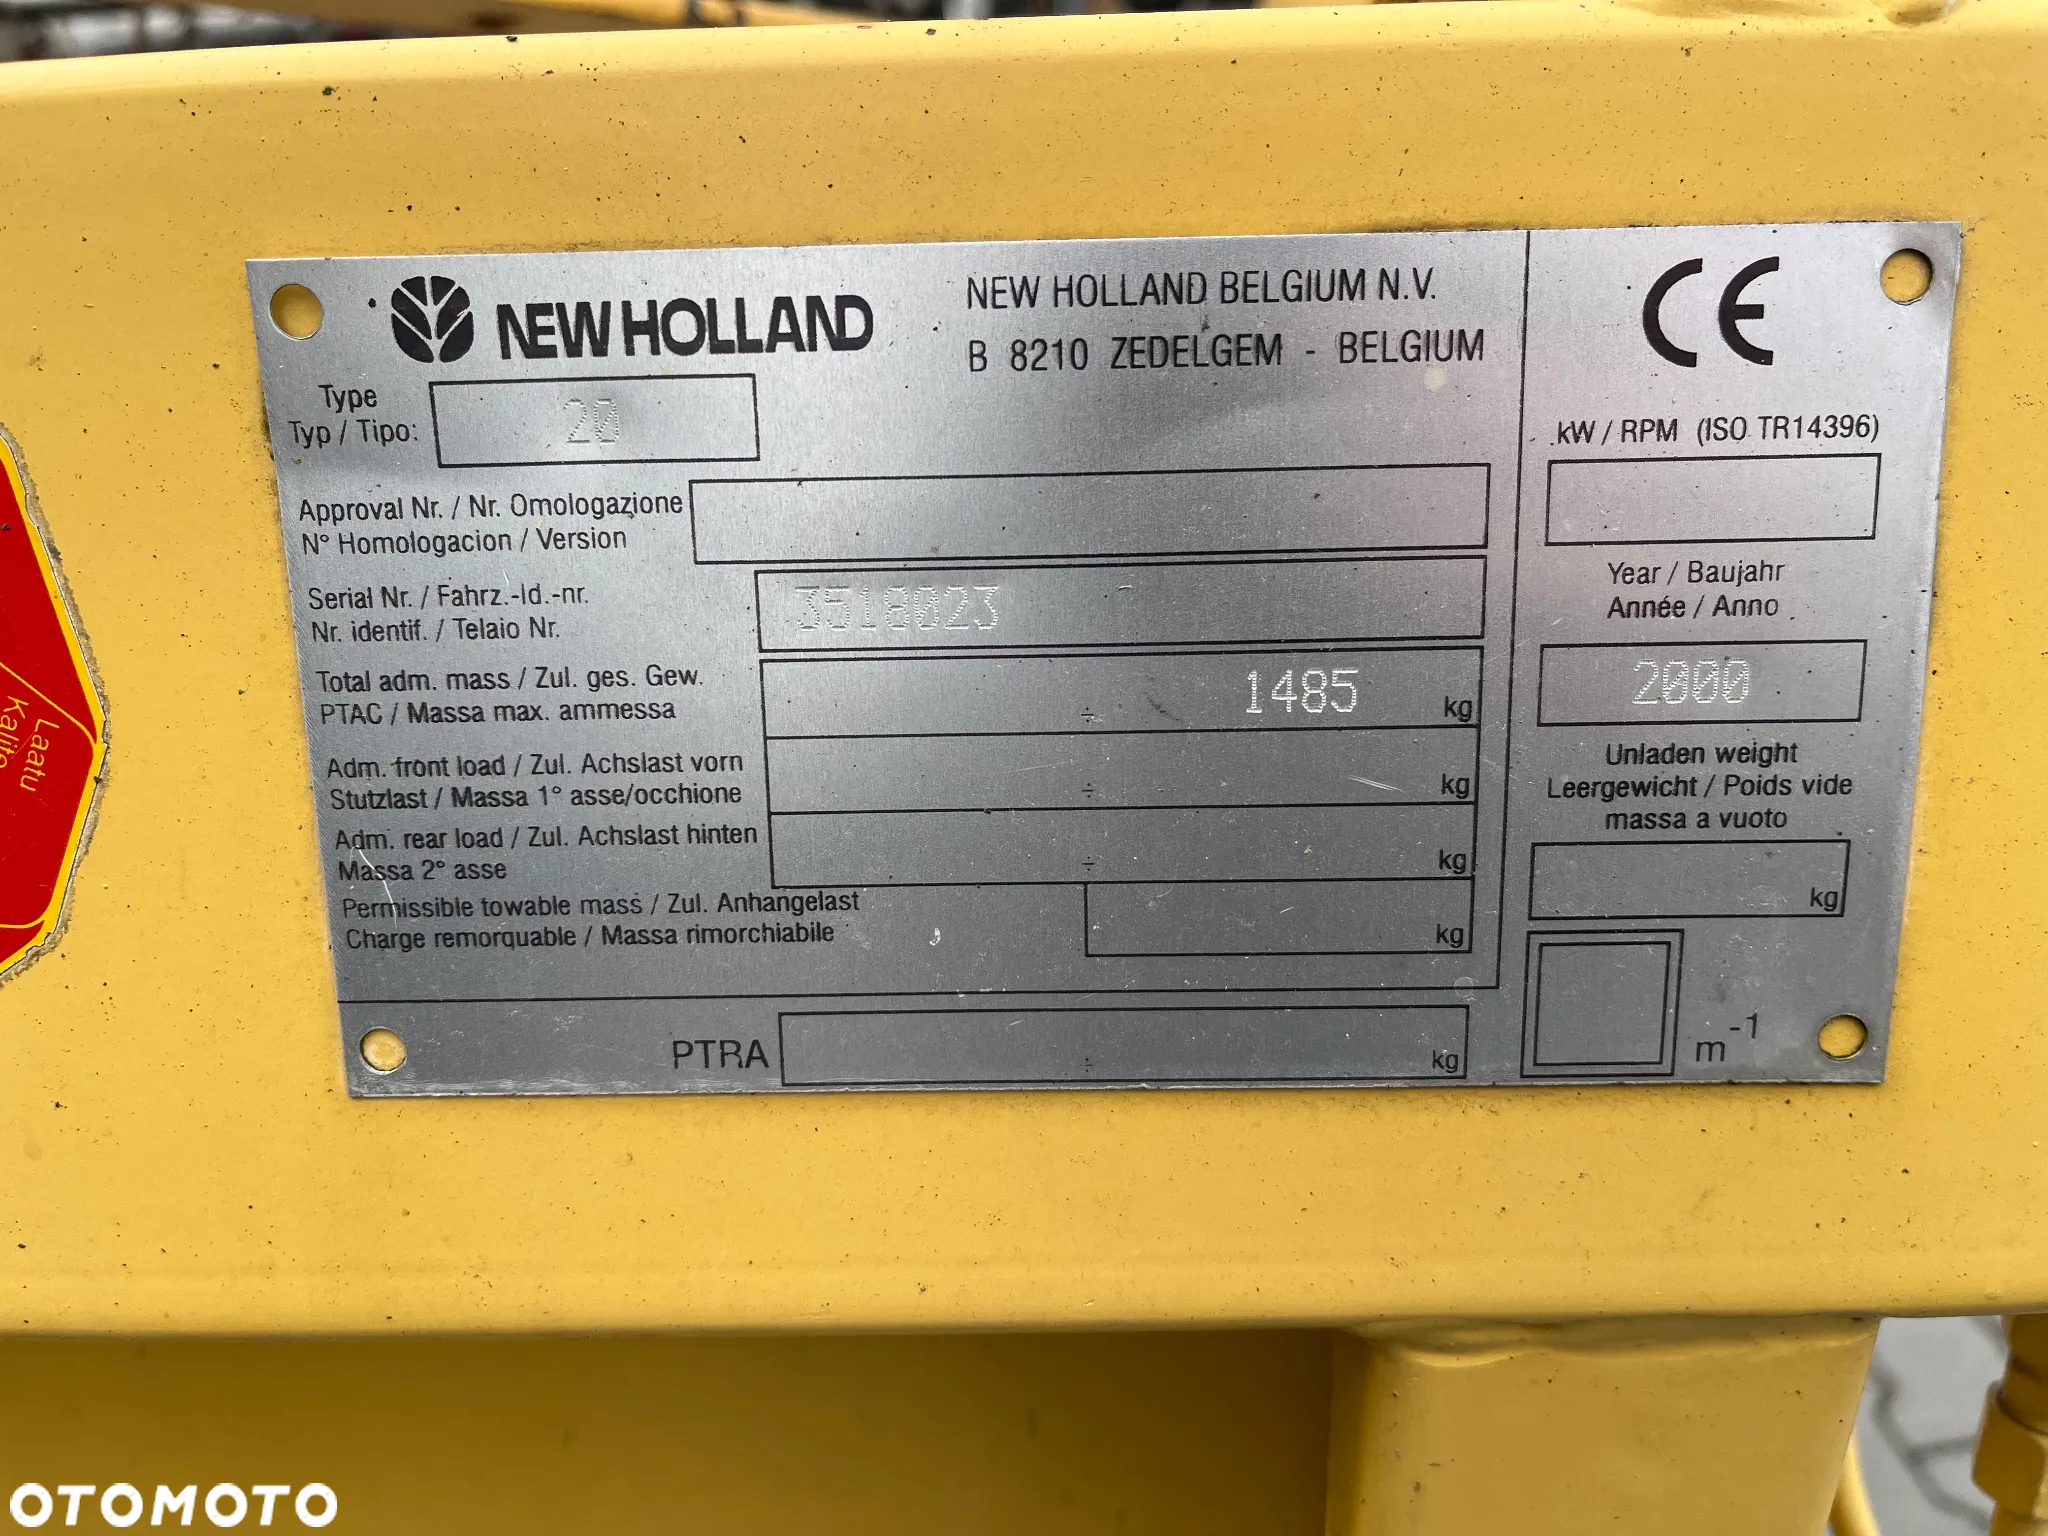 NEW HOLLAND
NEW HOLLAND BELGIUM N.V.
B 8210 ZEDELGEM - BELGIUM
CE
Type
Typ / Tipo:
20
kW / RPM (ISO TR14396)
Approval Nr. / Nr. Omologazione
N° Homologacion / Version
Year / Baujahr
Année / Anno
2000
Serial Nr. / Fahrz.-Id.-nr.
Nr. identif. / Telaio Nr.
3518023
Total adm. mass / Zul. ges. Gew.
PTAC / Massa max. ammessa
÷ 1485 kg
Unladen weight
Leergewicht / Poids vide
massa a vuoto
kg
Adm. front load / Zul. Achslast vorn
Stutzlast / Massa 1° asse/occhione
÷ kg
Adm. rear load / Zul. Achslast hinten
Massa 2° asse
÷ kg
Permissible towable mass / Zul. Anhangelast
Charge remorquable / Massa rimorchiabile
kg
PTRA ÷ kg
m-1
Laatu
OTOMOTO